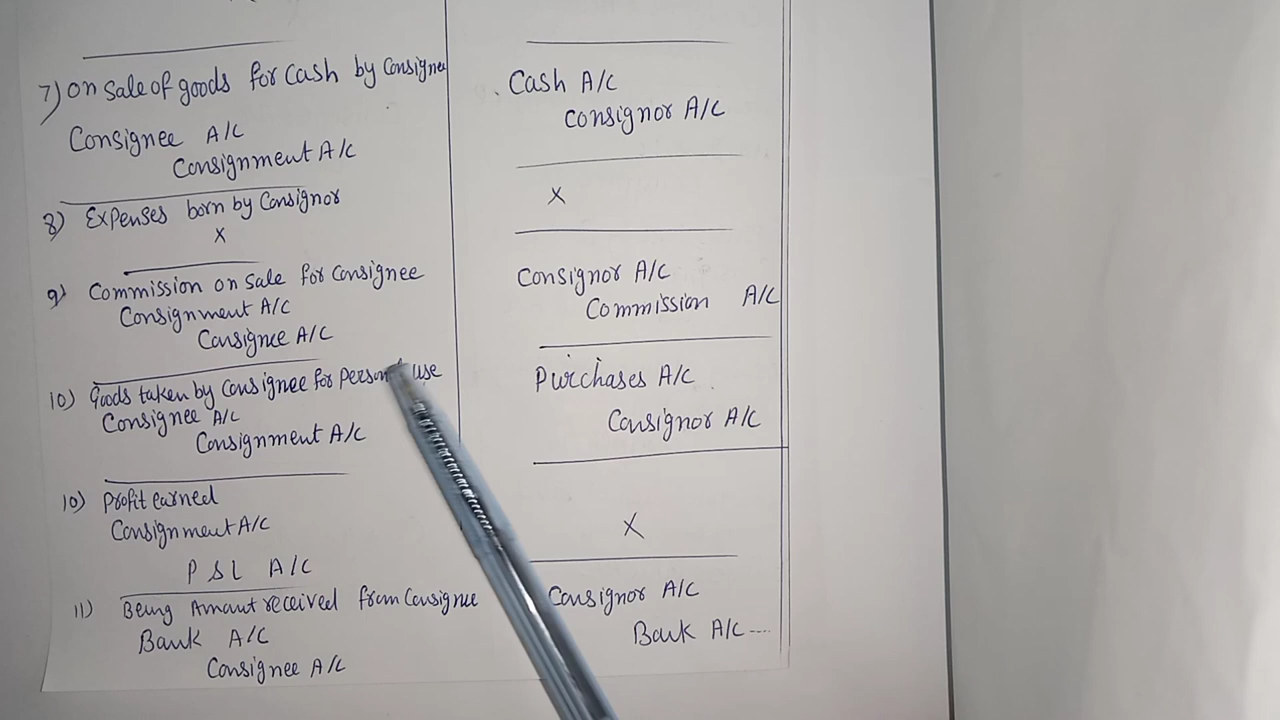 7) on sale of goods for cash by Consignee
Consignee A/C
Consignment A/C
Cash A/C
consignor A/C
8) Expenses born by Consignor
X
X
9) Commission on sale for consignee
Consignment A/C
Consignee A/C
Consignor A/C
Commission A/C
10) Goods taken by consignee for use
Consignee A/C
Consignment A/C
Purchases A/C
Consignor A/C
10) Profit earned
Consignment A/C
P & L A/C
X
11) Being Amount received from Consignee
Bank A/C
Consignee A/C
Consignor A/C
Bank A/C ----